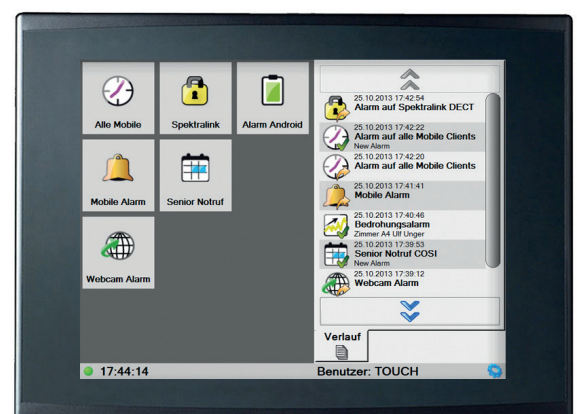 Alle Mobile
Spektralink
Alarm Android
Mobile Alarm
Senior Notruf
Webcam Alarm
25.10.2013 17:42:54
Alarm auf Spektralink DECT
25.10.2013 17:42:22
Alarm auf alle Mobile Clients
New Alarm
25.10.2013 17:42:20
Alarm auf alle Mobile Clients
25.10.2013 17:41:41
Mobile Alarm
25.10.2013 17:40:46
Bedrohungsalarm
Zimmer A4 Ulf Unger
25.10.2013 17:39:53
Senior Notruf COSI
New Alarm
25.10.2013 17:39:12
Webcam Alarm
Verlauf
17:44:14
Benutzer: TOUCH